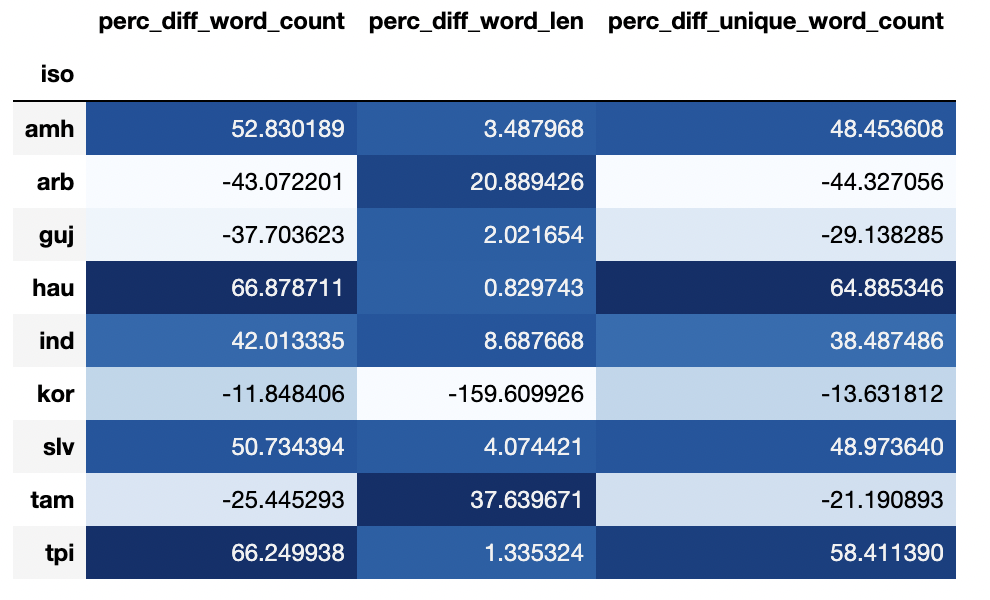 perc_diff_word_count perc_diff_word_len perc_diff_unique_word_count
iso
amh 52.830189 3.487968 48.453608
arb -43.072201 20.889426 -44.327056
guj -37.703623 2.021654 -29.138285
hau 66.878711 0.829743 64.885346
ind 42.013335 8.687668 38.487486
kor -11.848406 -159.609926 -13.631812
slv 50.734394 4.074421 48.973640
tam -25.445293 37.639671 -21.190893
tpi 66.249938 1.335324 58.411390